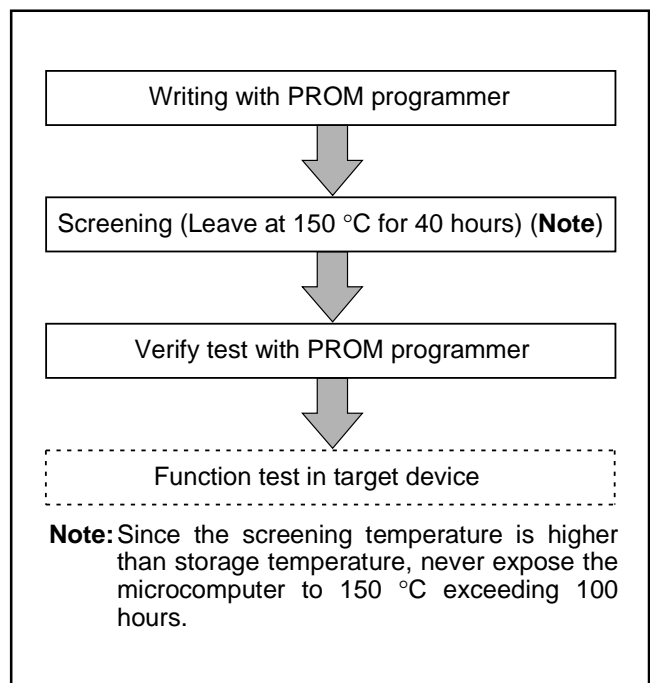 Writing with PROM programmer
Screening (Leave at 150 °C for 40 hours) (Note)
Verify test with PROM programmer
Function test in target device
Note: Since the screening temperature is higher
than storage temperature, never expose the
microcomputer to 150 °C exceeding 100
hours.